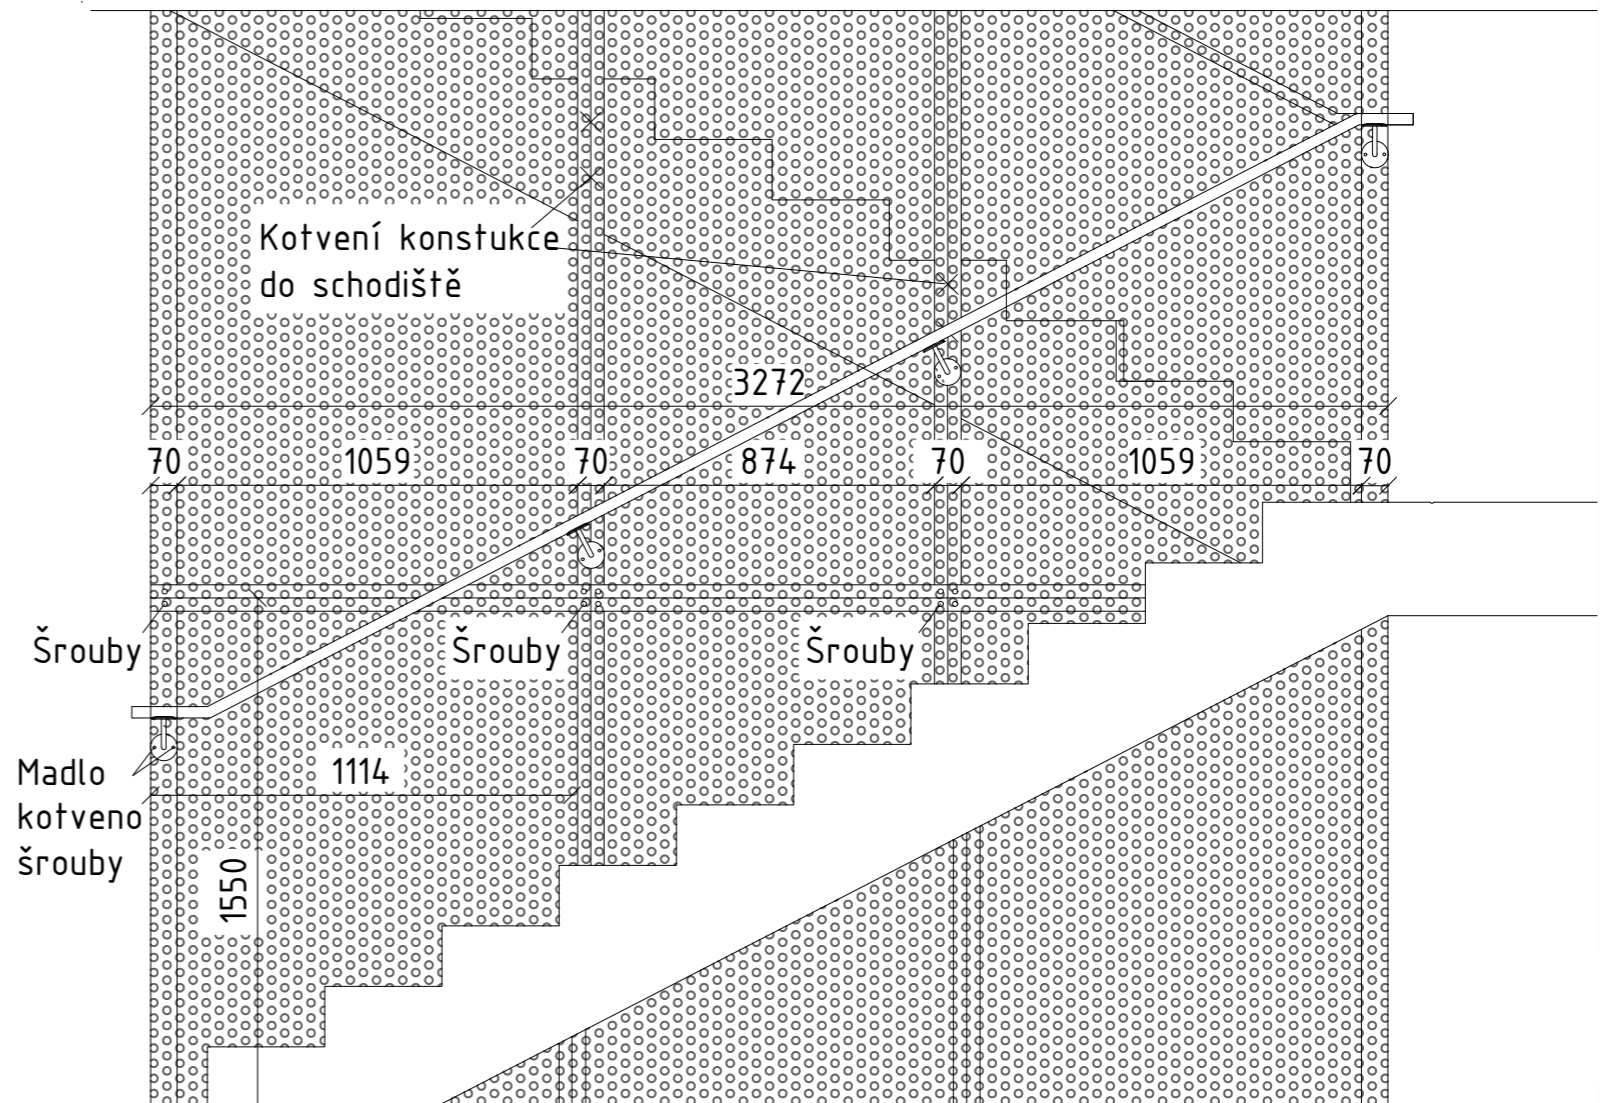 Kotvení konstukce
do schodiště
3272
70
1059
70
874
70
1059
70
Šrouby
Šrouby
Šrouby
1114
Madlo
kotveno
šrouby
1550